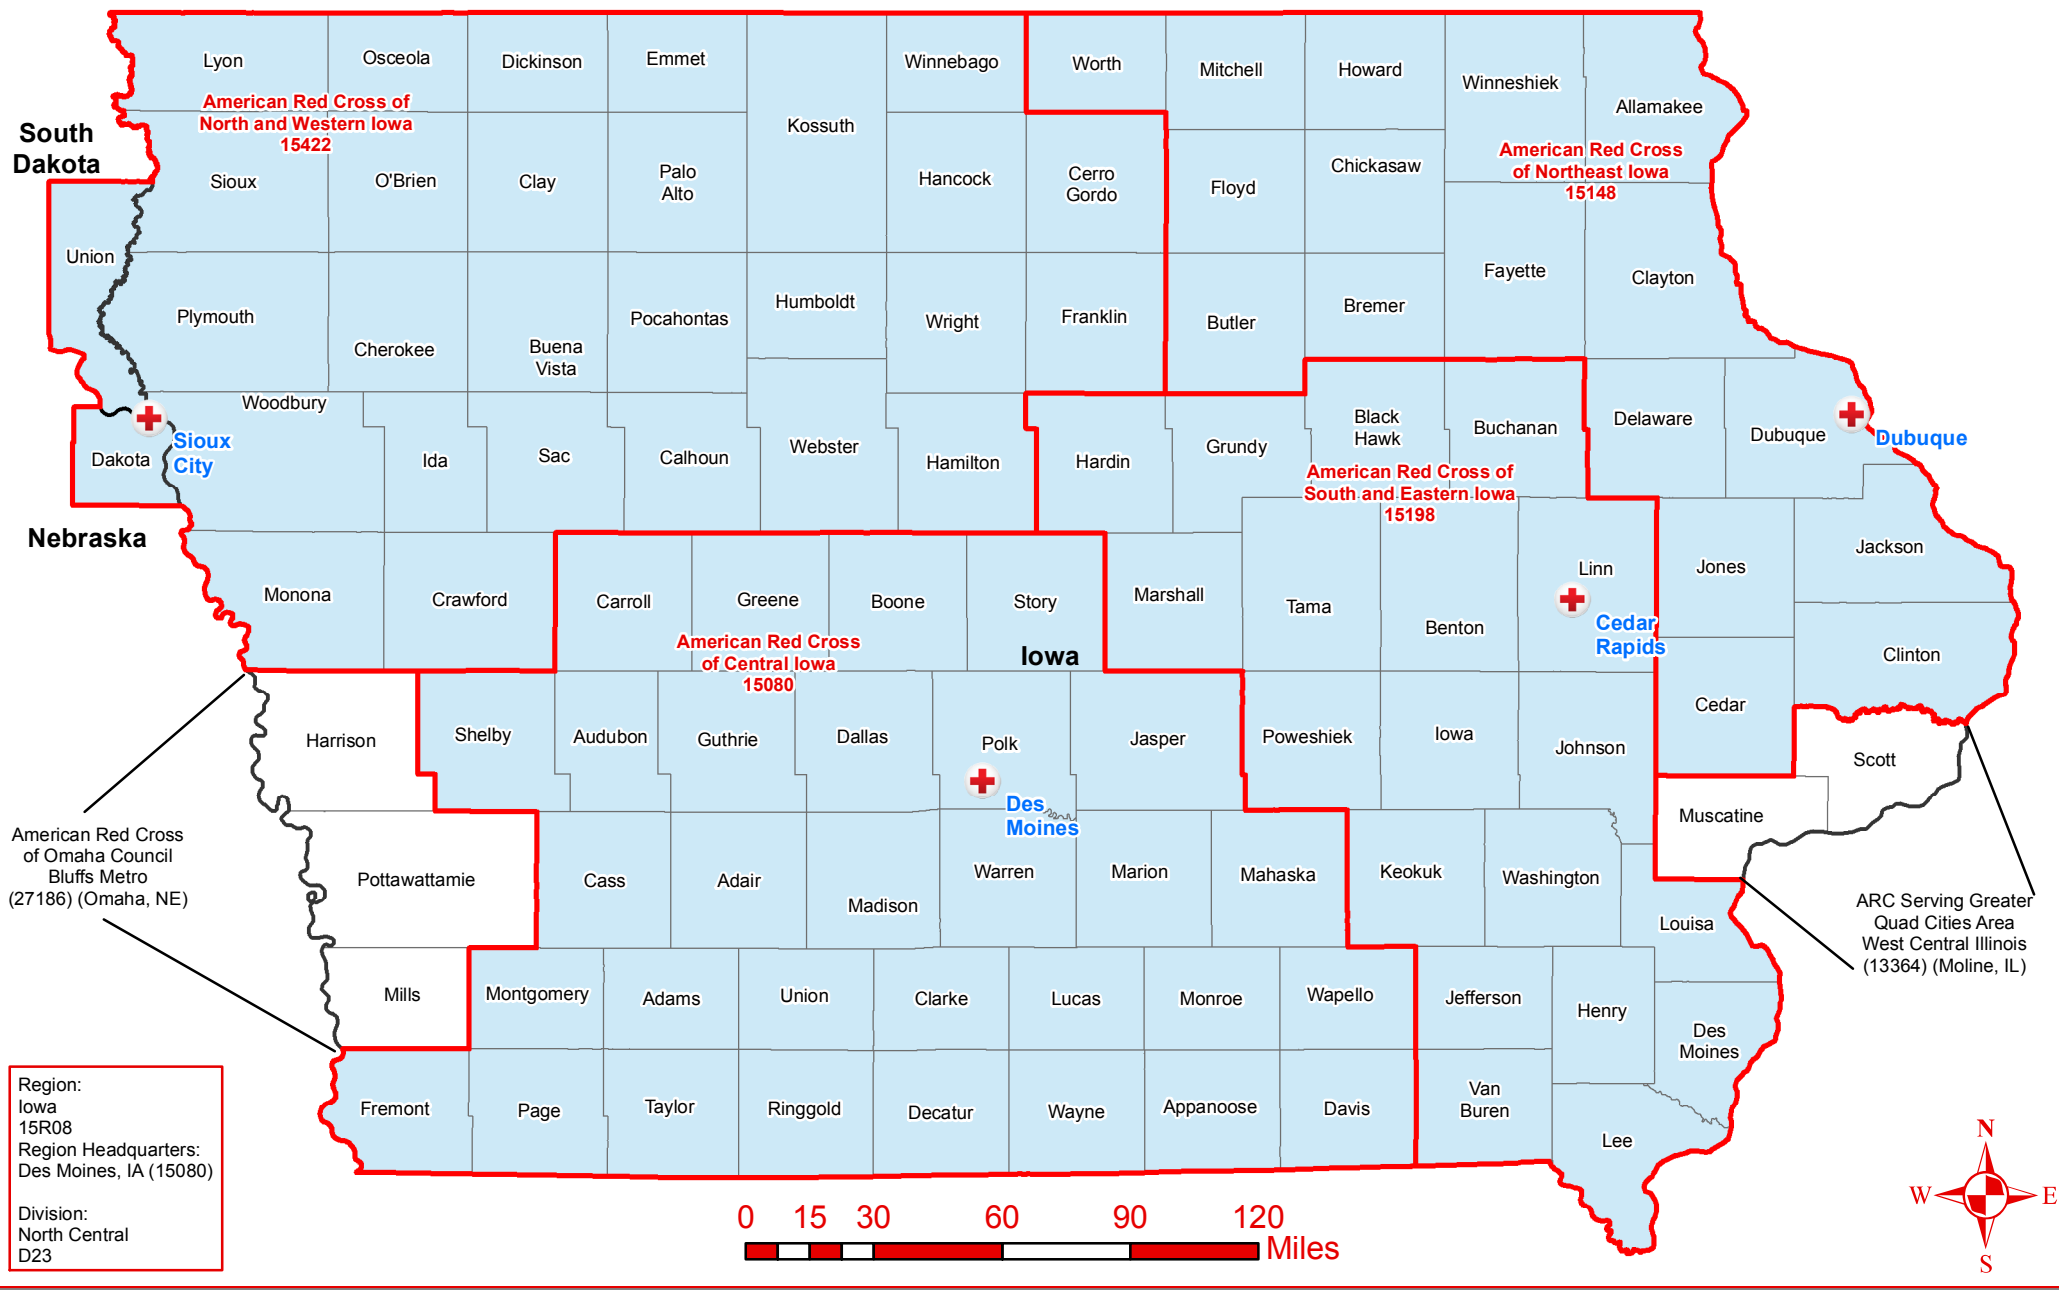 Lyon
Osceola
Dickinson
Emmet
Winnebago
Worth
Mitchell
Howard
Winneshiek
Allamakee
American Red Cross of
North and Western Iowa
15422
Kossuth
South
Dakota
American Red Cross
of Northeast Iowa
15148
Sioux
O'Brien
Clay
Palo
Alto
Hancock
Cerro
Gordo
Floyd
Chickasaw
Union
Plymouth
Cherokee
Buena
Vista
Pocahontas
Humboldt
Wright
Franklin
Butler
Bremer
Fayette
Clayton
Woodbury
Sioux
City
Dakota
Ida
Sac
Calhoun
Webster
Hamilton
Hardin
Grundy
Black
Hawk
Buchanan
Delaware
Dubuque
Dubuque
American Red Cross of
South and Eastern Iowa
15198
Nebraska
Monona
Crawford
Carroll
Greene
Boone
Story
Marshall
Tama
Benton
Linn
Cedar
Rapids
Jones
Jackson
Clinton
American Red Cross
of Central Iowa
15080
Iowa
Harrison
Shelby
Audubon
Guthrie
Dallas
Polk
Des
Moines
Jasper
Poweshiek
Iowa
Johnson
Cedar
Scott
Muscatine
American Red Cross
of Omaha Council
Bluffs Metro
(27186) (Omaha, NE)
Pottawattamie
Cass
Adair
Madison
Warren
Marion
Mahaska
Keokuk
Washington
Louisa
ARC Serving Greater
Quad Cities Area
West Central Illinois
(13364) (Moline, IL)
Mills
Montgomery
Adams
Union
Clarke
Lucas
Monroe
Wapello
Jefferson
Henry
Des
Moines
Fremont
Page
Taylor
Ringgold
Decatur
Wayne
Appanoose
Davis
Van
Buren
Lee
Region:
Iowa
15R08
Region Headquarters:
Des Moines, IA (15080)
Division:
North Central
D23
0 15 30 60 90 120
Miles
N
W E
S